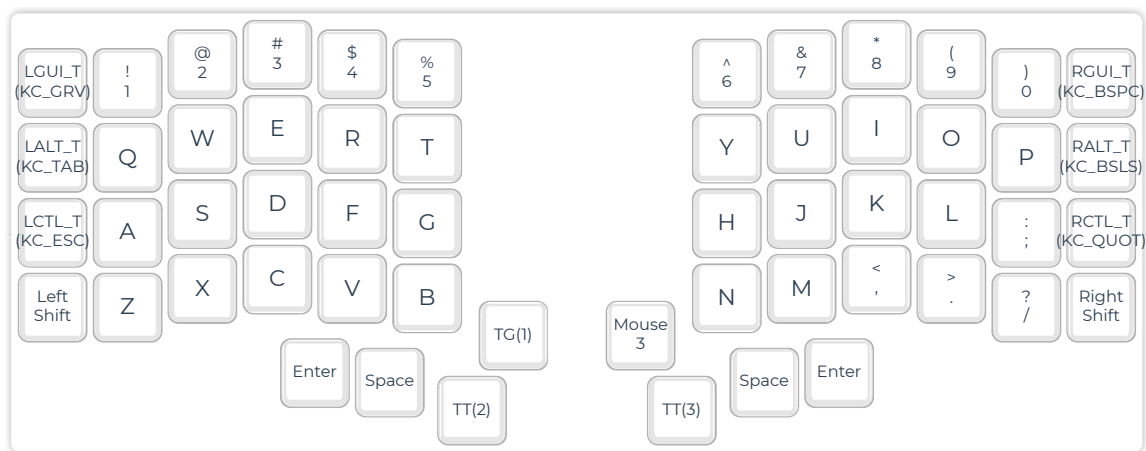 LGUI_T
(KC_GRV)
!
1
@
2
#
3
$
4
%
5
^
6
&
7
*
8
(
9
)
0
RGUI_T
(KC_BSPC)
LALT_T
(KC_TAB)
Q
W
E
R
T
Y
U
I
O
P
RALT_T
(KC_BSLS)
LCTL_T
(KC_ESC)
A
S
D
F
G
H
J
K
L
:
;
RCTL_T
(KC_QUOT)
Left
Shift
Z
X
C
V
B
N
M
<
,
>
.
?
/
Right
Shift
TG(1)
Mouse
3
Enter
Space
TT(2)
TT(3)
Space
Enter